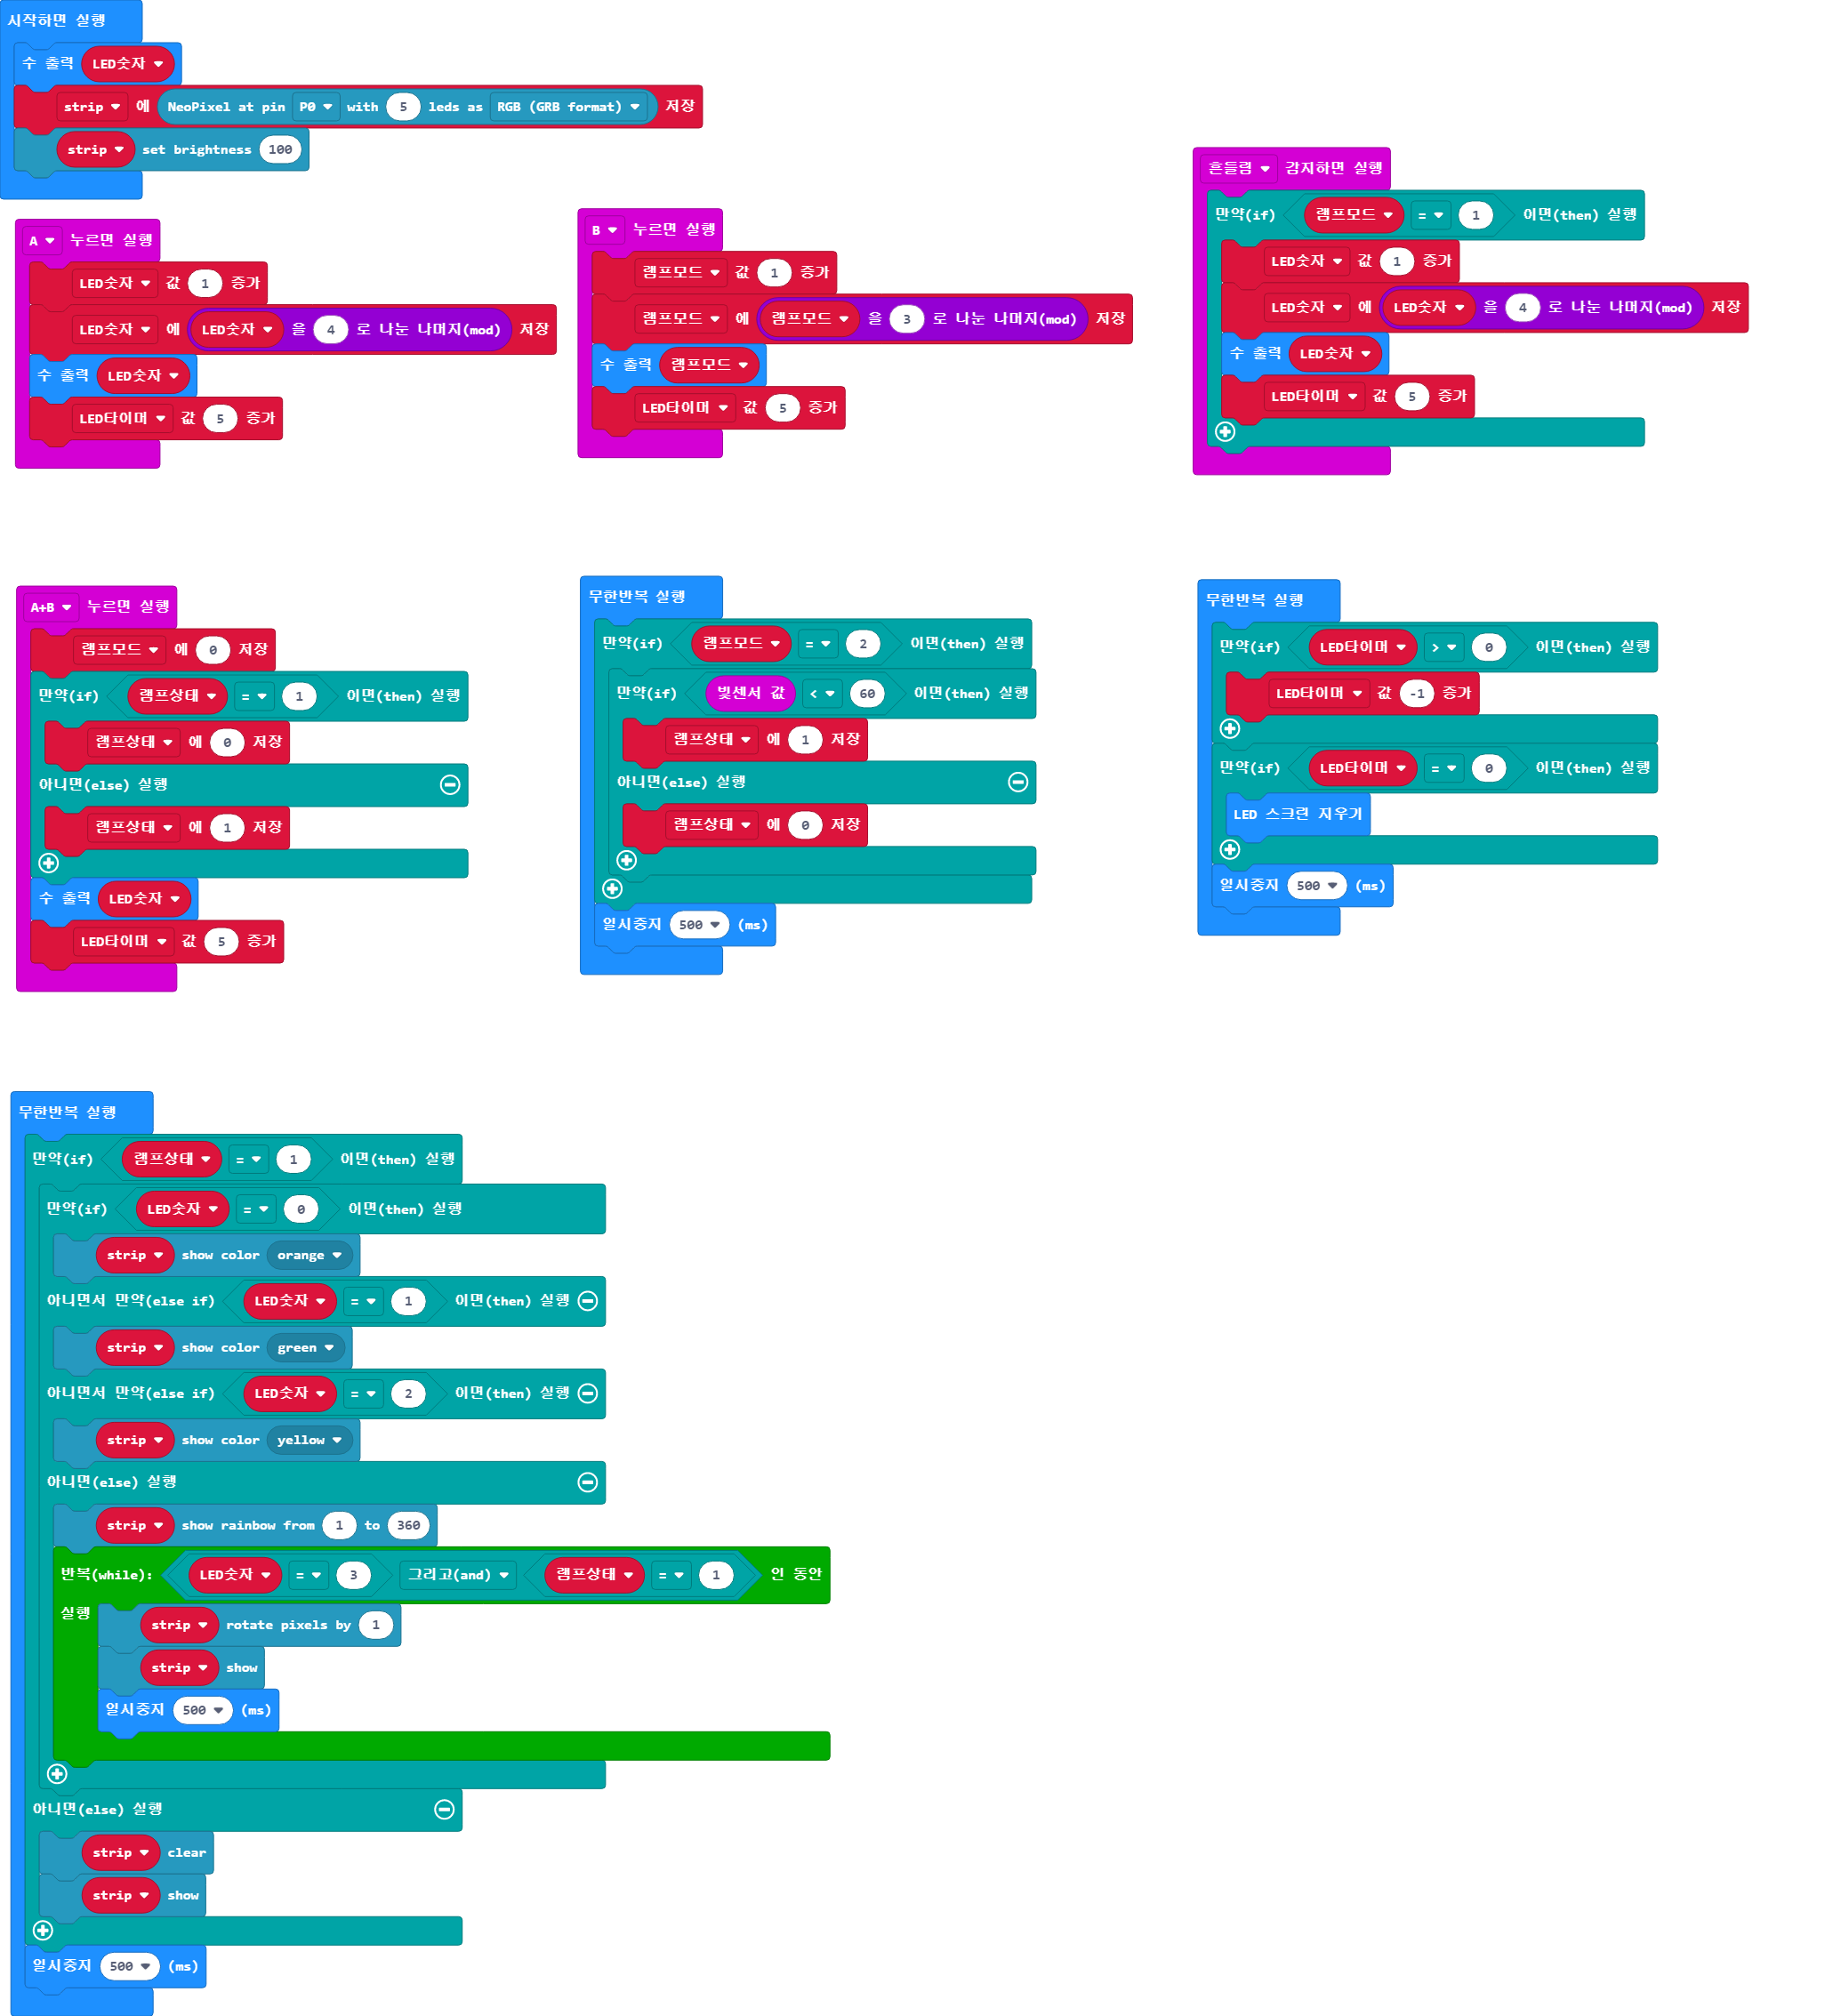 시작하면 실행
수 출력 LED숫자
strip 에 NeoPixel at pin P0 with 5 leds as RGB (GRB format) 저장
strip set brightness 100
A 누르면 실행
LED숫자 값 1 증가
LED숫자 에 LED숫자 을 4 로 나눈 나머지(mod) 저장
수 출력 LED숫자
LED타이머 값 5 증가
B 누르면 실행
램프모드 값 1 증가
램프모드 에 램프모드 을 3 로 나눈 나머지(mod) 저장
수 출력 램프모드
LED타이머 값 5 증가
흔들림 감지하면 실행
만약(if) 램프모드 = 1 이면(then) 실행
LED숫자 값 1 증가
LED숫자 에 LED숫자 을 4 로 나눈 나머지(mod) 저장
수 출력 LED숫자
LED타이머 값 5 증가
A+B 누르면 실행
램프모드 에 0 저장
만약(if) 램프상태 = 1 이면(then) 실행
램프상태 에 0 저장
아니면(else) 실행
램프상태 에 1 저장
수 출력 LED숫자
LED타이머 값 5 증가
무한반복 실행
만약(if) 램프모드 = 2 이면(then) 실행
만약(if) 빛센서 값 < 60 이면(then) 실행
램프상태 에 1 저장
아니면(else) 실행
램프상태 에 0 저장
일시중지 500 (ms)
무한반복 실행
만약(if) LED타이머 > 0 이면(then) 실행
LED타이머 값 -1 증가
만약(if) LED타이머 = 0 이면(then) 실행
LED 스크린 지우기
일시중지 500 (ms)
무한반복 실행
만약(if) 램프상태 = 1 이면(then) 실행
만약(if) LED숫자 = 0 이면(then) 실행
strip show color orange
아니면서 만약(else if) LED숫자 = 1 이면(then) 실행
strip show color green
아니면서 만약(else if) LED숫자 = 2 이면(then) 실행
strip show color yellow
아니면(else) 실행
strip show rainbow from 1 to 360
반복(while): LED숫자 = 3 그리고(and) 램프상태 = 1 인 동안
실행 strip rotate pixels by 1
strip show
일시중지 500 (ms)
아니면(else) 실행
strip clear
strip show
일시중지 500 (ms)